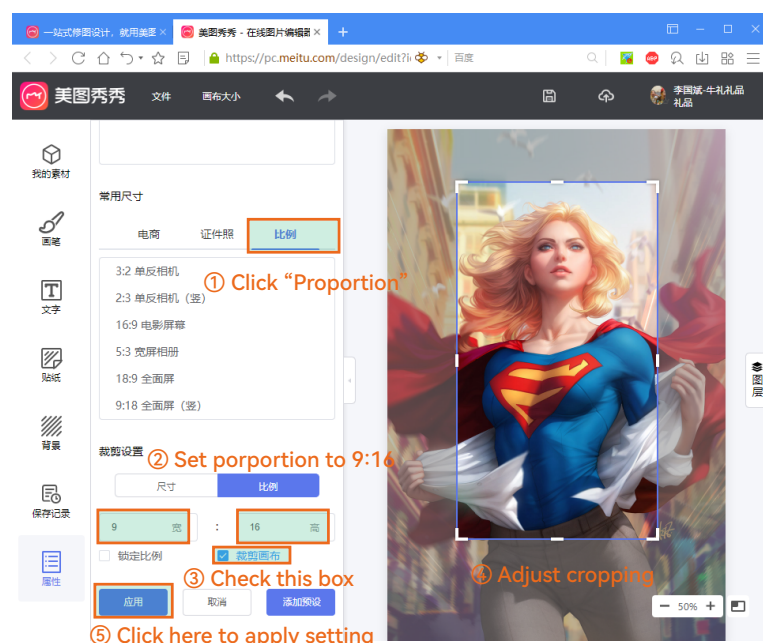 一站式修图设计，就用美图
美图秀秀 - 在线图片编辑器
https://pc.meitu.com/design/edit?i
百度
美图秀秀
文件
画布大小
李国斌-牛礼礼品
礼品
我的素材
画笔
文字
贴纸
背景
保存记录
属性
常用尺寸
电商
证件照
比例
① Click “Proportion”
3:2 单反相机
2:3 单反相机（竖）
16:9 电影屏幕
5:3 宽屏相册
18:9 全面屏
9:18 全面屏（竖）
裁剪设置
② Set porportion to 9:16
尺寸
比例
9 宽 : 16 高
锁定比例
裁剪画布
③ Check this box
④ Adjust cropping
应用
取消
添加预设
⑤ Click here to apply setting
图层
50%